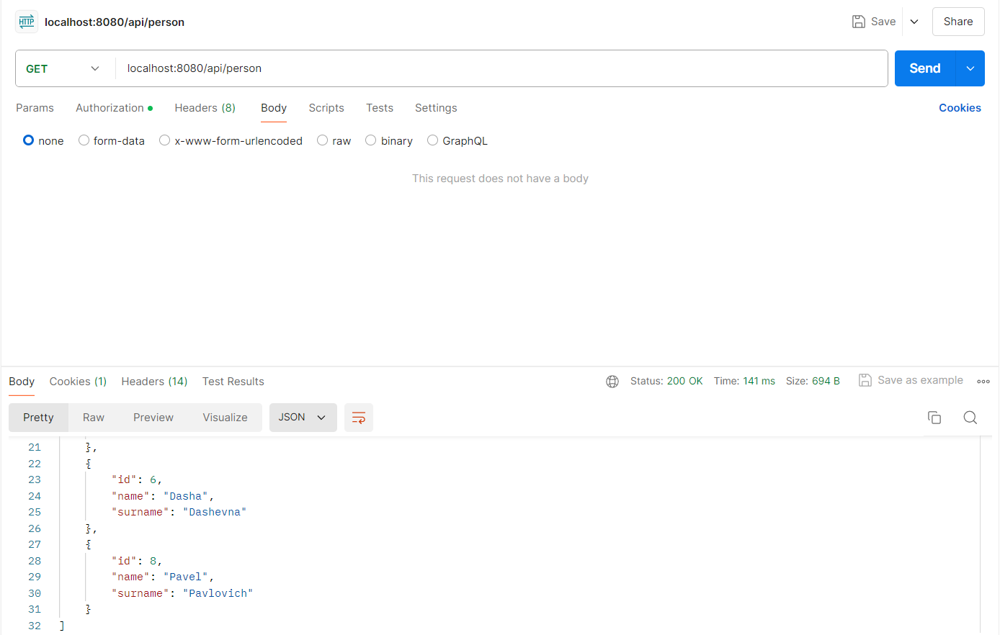 HTTP localhost:8080/api/person Save Share
GET localhost:8080/api/person Send
Params Authorization Headers (8) Body Scripts Tests Settings Cookies
none form-data x-www-form-urlencoded raw binary GraphQL
This request does not have a body
Body Cookies (1) Headers (14) Test Results Status: 200 OK Time: 141 ms Size: 694 B Save as example
Pretty Raw Preview Visualize JSON
21 },
22 {
23 "id": 6,
24 "name": "Dasha",
25 "surname": "Dashevna"
26 },
27 {
28 "id": 8,
29 "name": "Pavel",
30 "surname": "Pavlovich"
31 }
32 ]